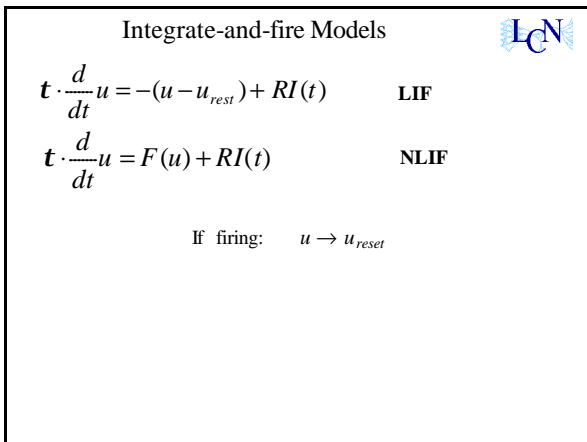 Integrate-and-fire Models
LCN
t · d/dt u = −(u − u_rest) + RI(t) LIF
t · d/dt u = F(u) + RI(t) NLIF
If firing: u → u_reset